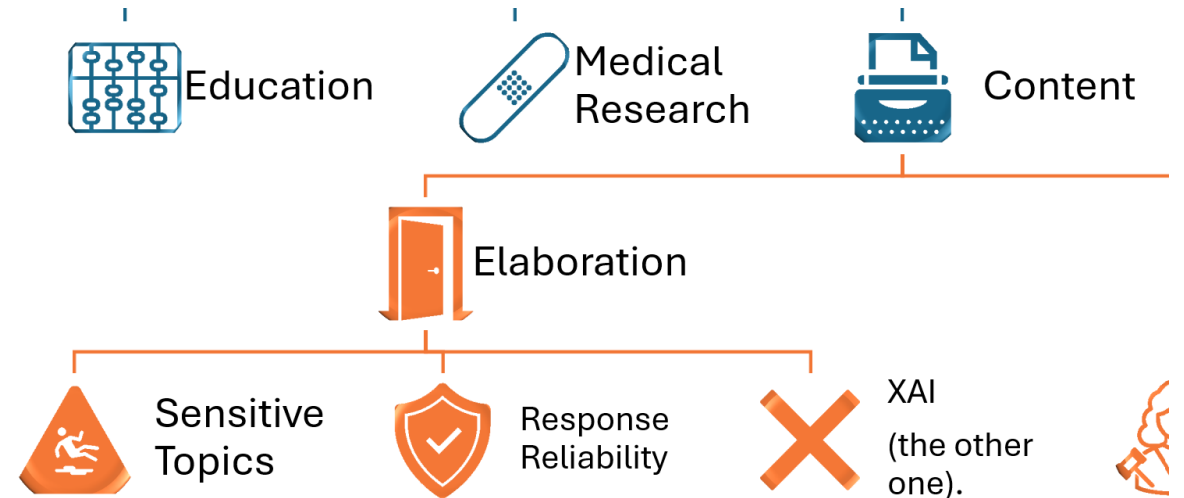 Education
Medical
Research
Content
Elaboration
Sensitive
Topics
Response
Reliability
XAI
(the other
one).